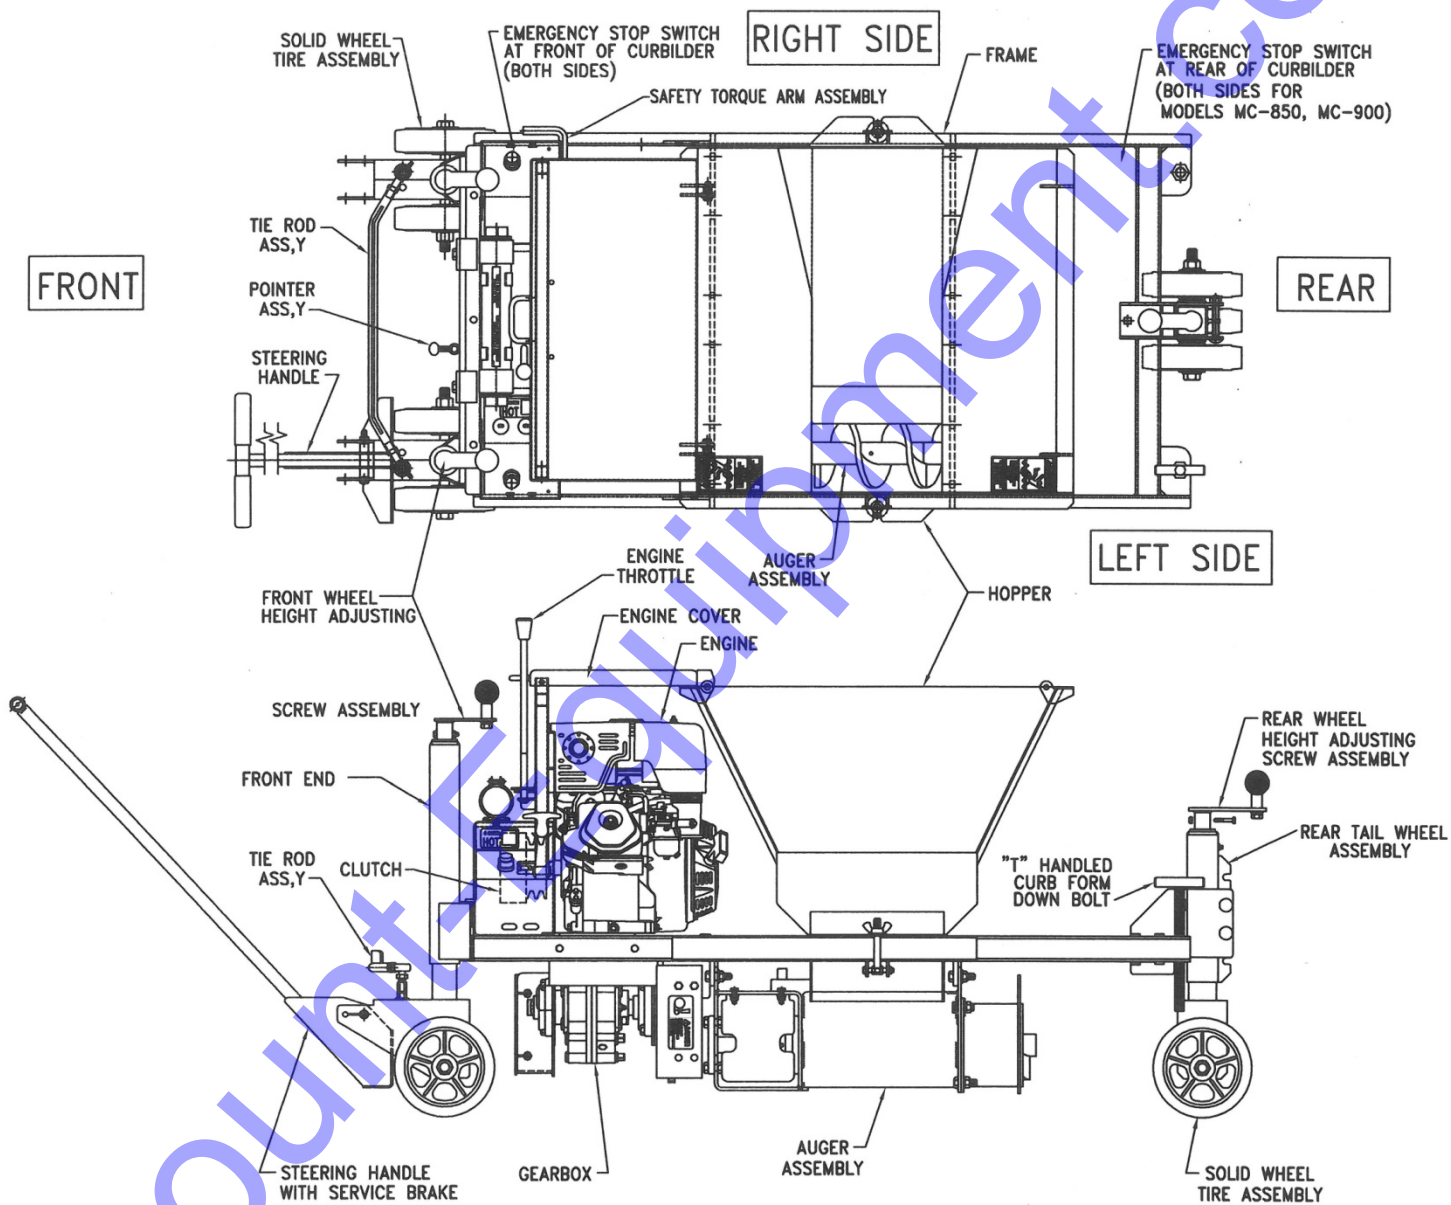 RIGHT SIDE
SOLID WHEEL
TIRE ASSEMBLY
EMERGENCY STOP SWITCH
AT FRONT OF CURBILDER
(BOTH SIDES)
FRAME
EMERGENCY STOP SWITCH
AT REAR OF CURBILDER
(BOTH SIDES FOR
MODELS MC-850, MC-900)
SAFETY TORQUE ARM ASSEMBLY
TIE ROD
ASS,Y
FRONT
POINTER
ASS,Y
REAR
STEERING
HANDLE
HOT
LEFT SIDE
AUGER
ASSEMBLY
ENGINE
THROTTLE
HOPPER
FRONT WHEEL
HEIGHT ADJUSTING
ENGINE COVER
ENGINE
SCREW ASSEMBLY
REAR WHEEL
HEIGHT ADJUSTING
SCREW ASSEMBLY
FRONT END
HOT
REAR TAIL WHEEL
ASSEMBLY
TIE ROD
ASS,Y
CLUTCH
"T" HANDLED
CURB FORM
DOWN BOLT
STEERING HANDLE
WITH SERVICE BRAKE
GEARBOX
AUGER
ASSEMBLY
SOLID WHEEL
TIRE ASSEMBLY
ount-Equipment.co